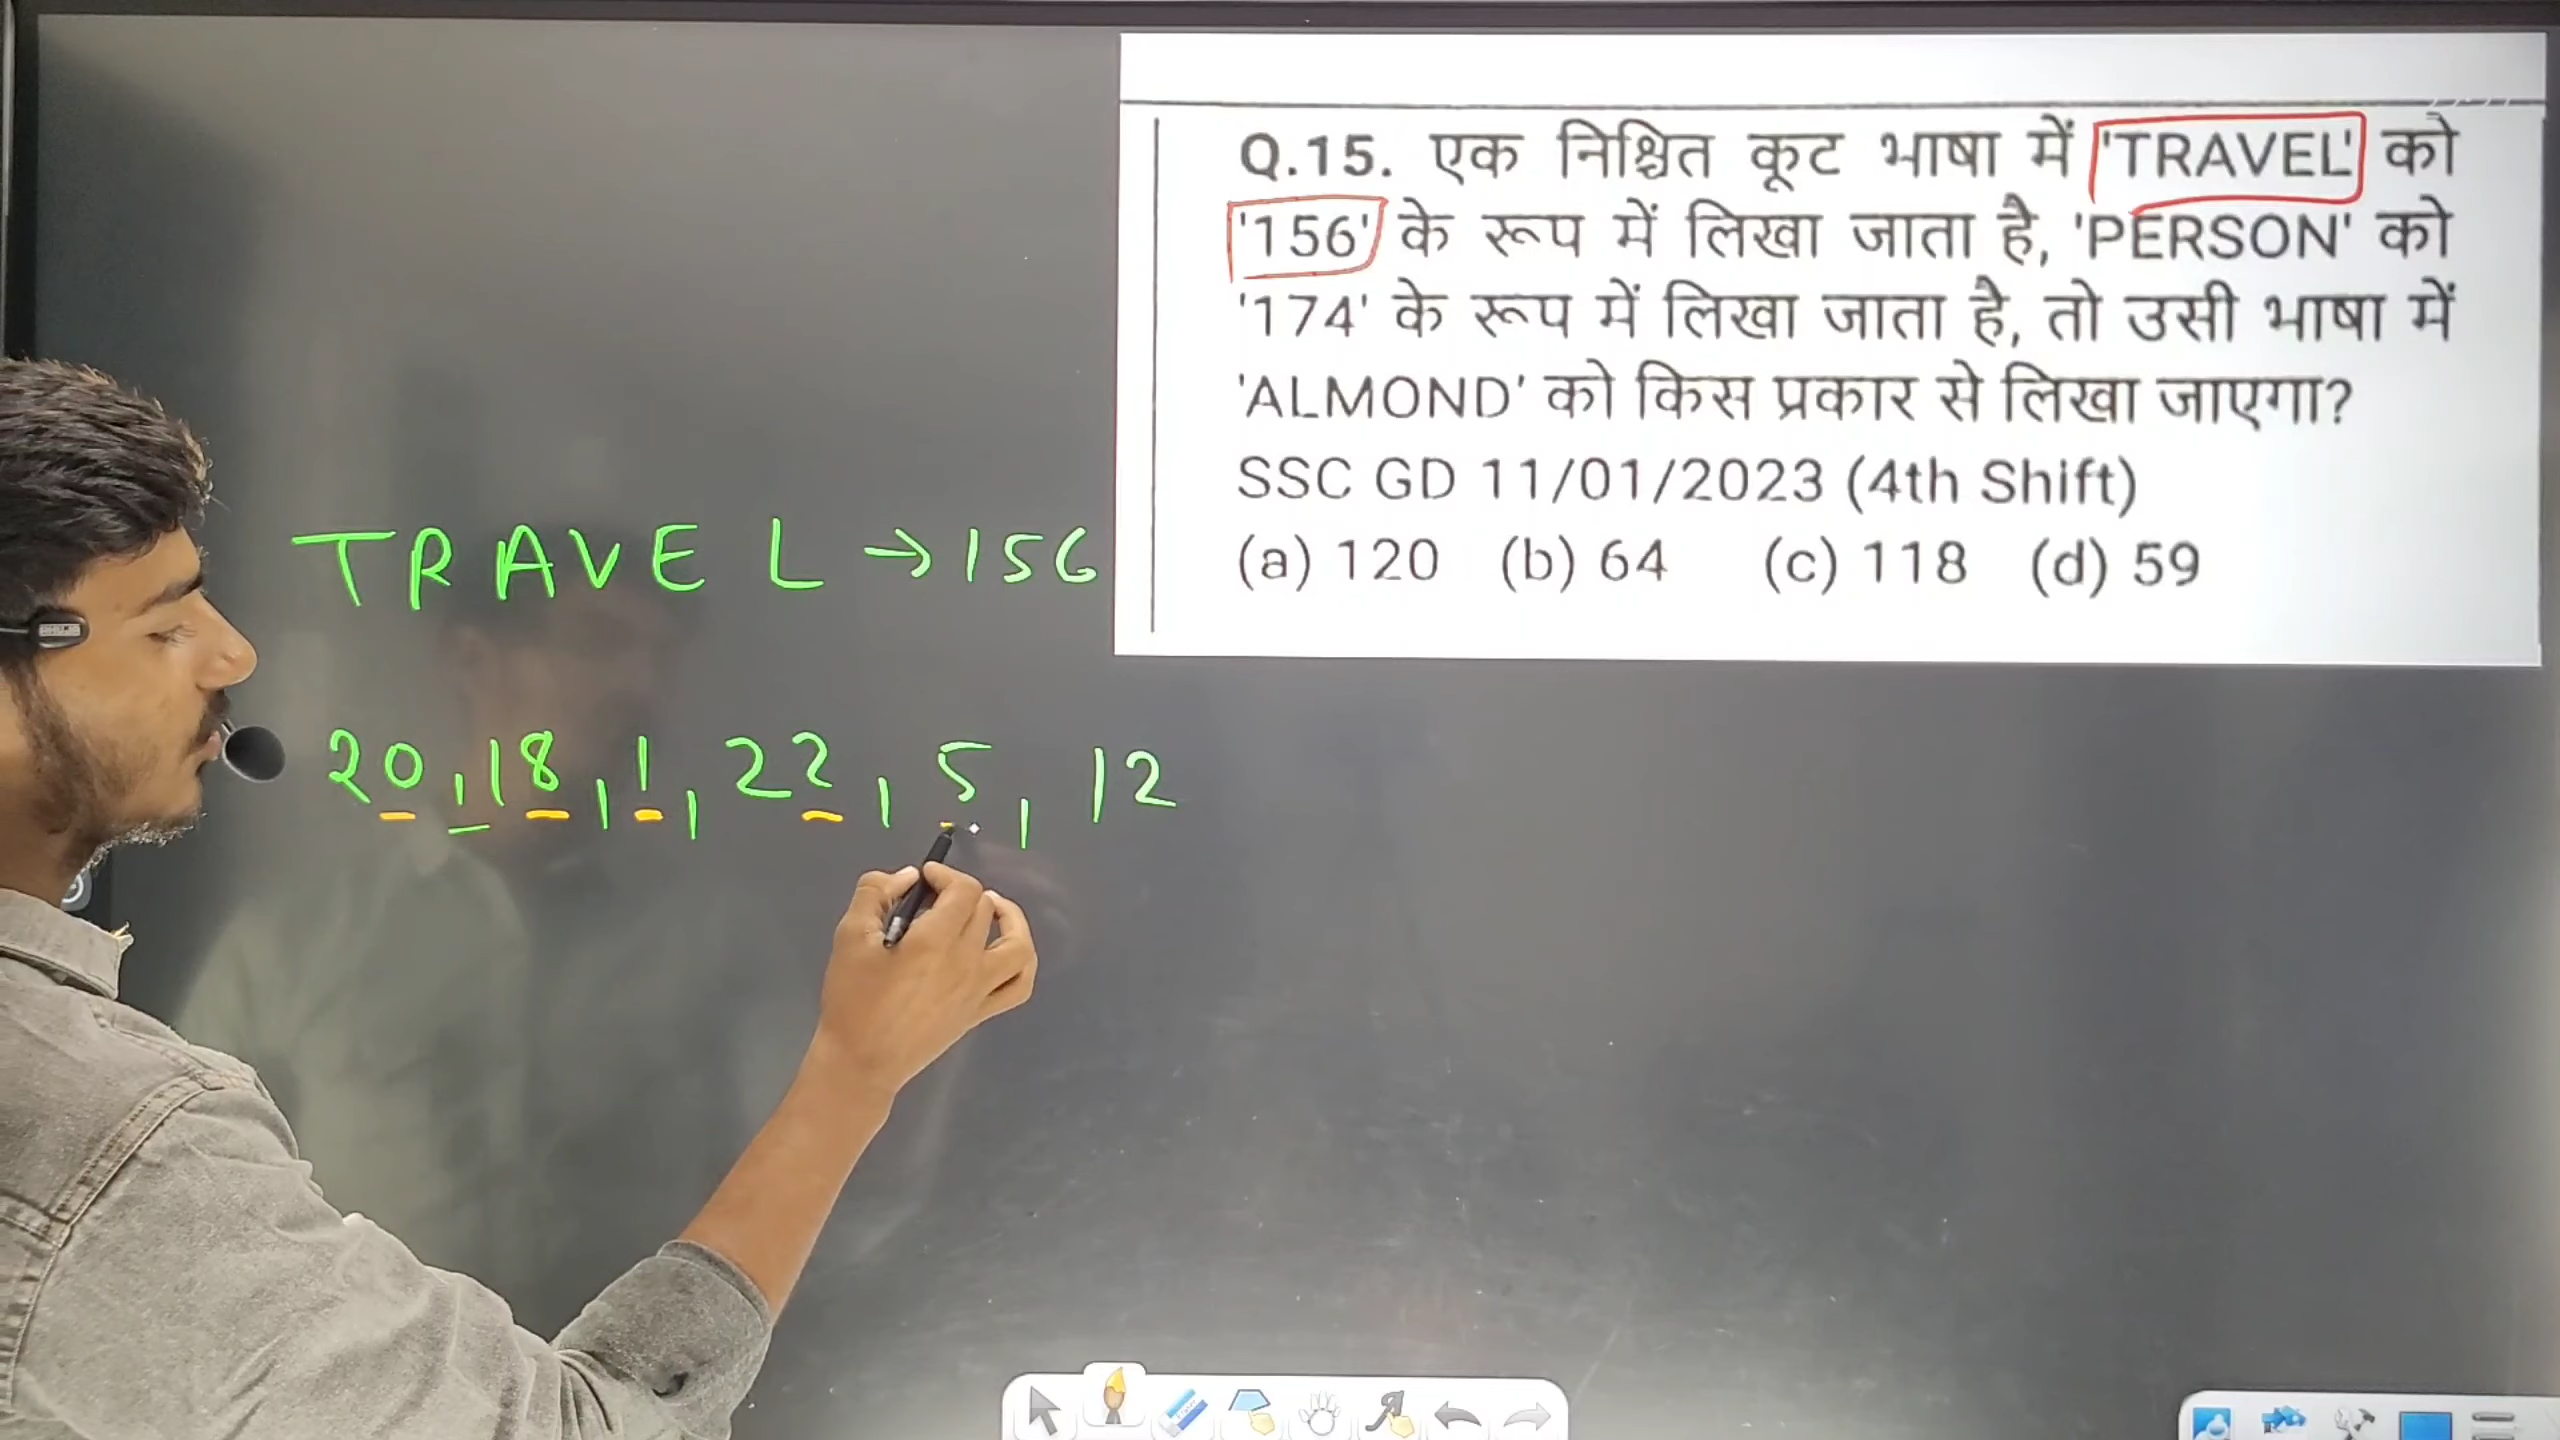 Q.15. एक निश्चित कूट भाषा में 'TRAVEL' को
'156' के रूप में लिखा जाता है, 'PERSON' को
'174' के रूप में लिखा जाता है, तो उसी भाषा में
'ALMOND' को किस प्रकार से लिखा जाएगा?
SSC GD 11/01/2023 (4th Shift)
(a) 120 (b) 64 (c) 118 (d) 59
TRAVEL → 156
20, 18, 1, 22, 5, 12